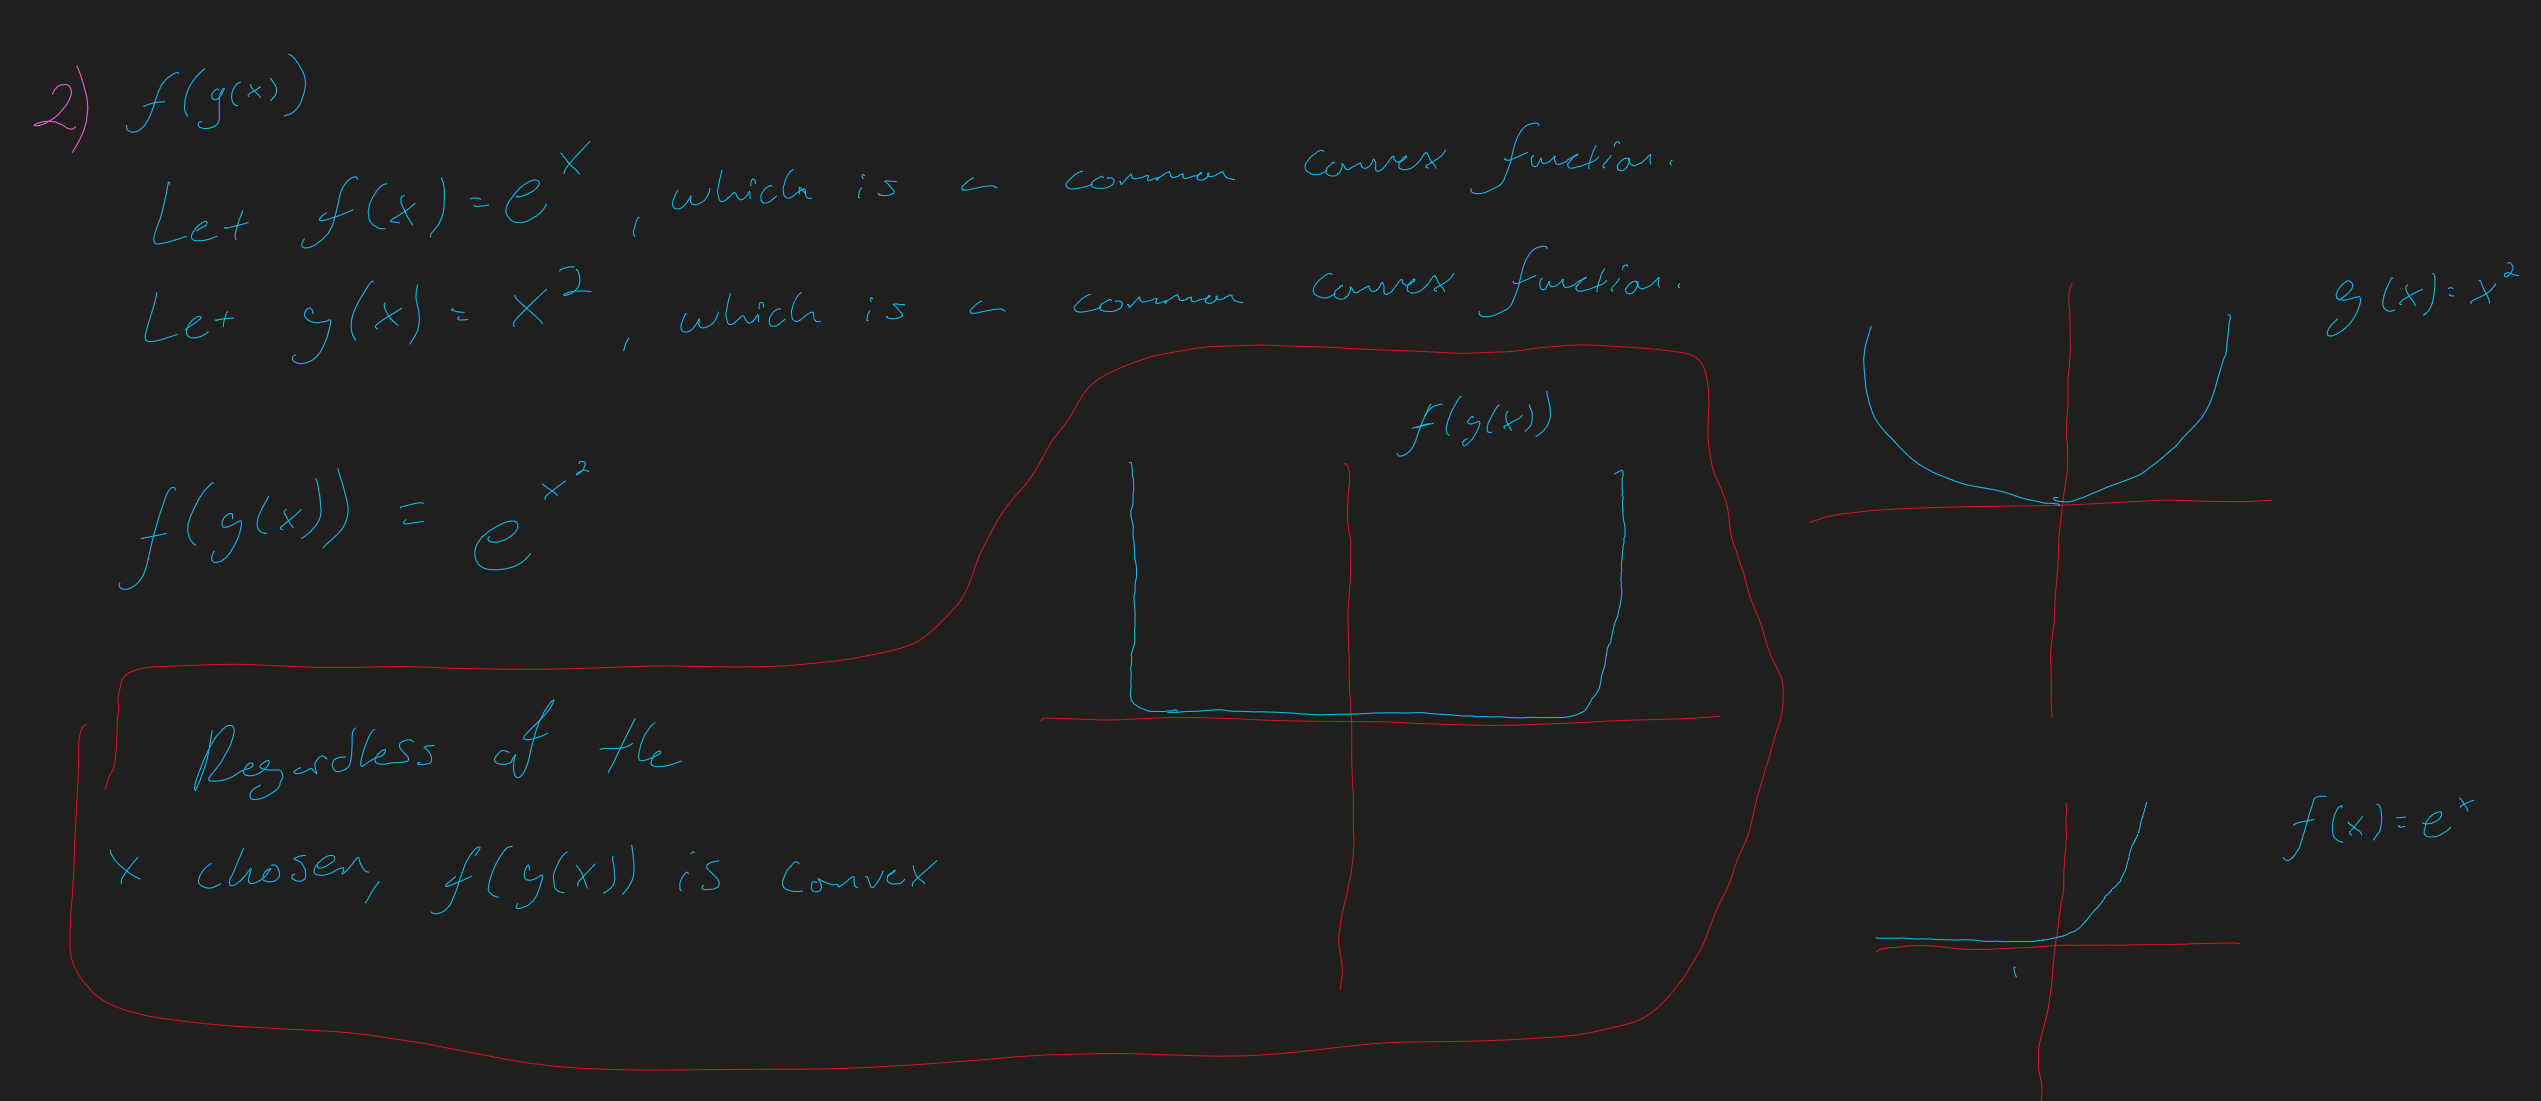 2) f(g(x))
Let f(x) = e^x, which is a common convex function.
Let g(x) = x^2, which is a common convex function.
g(x) = x^2
f(g(x))
f(g(x)) = e^x^2
Regardless of the
x chosen, f(g(x)) is convex
f(x) = e^x